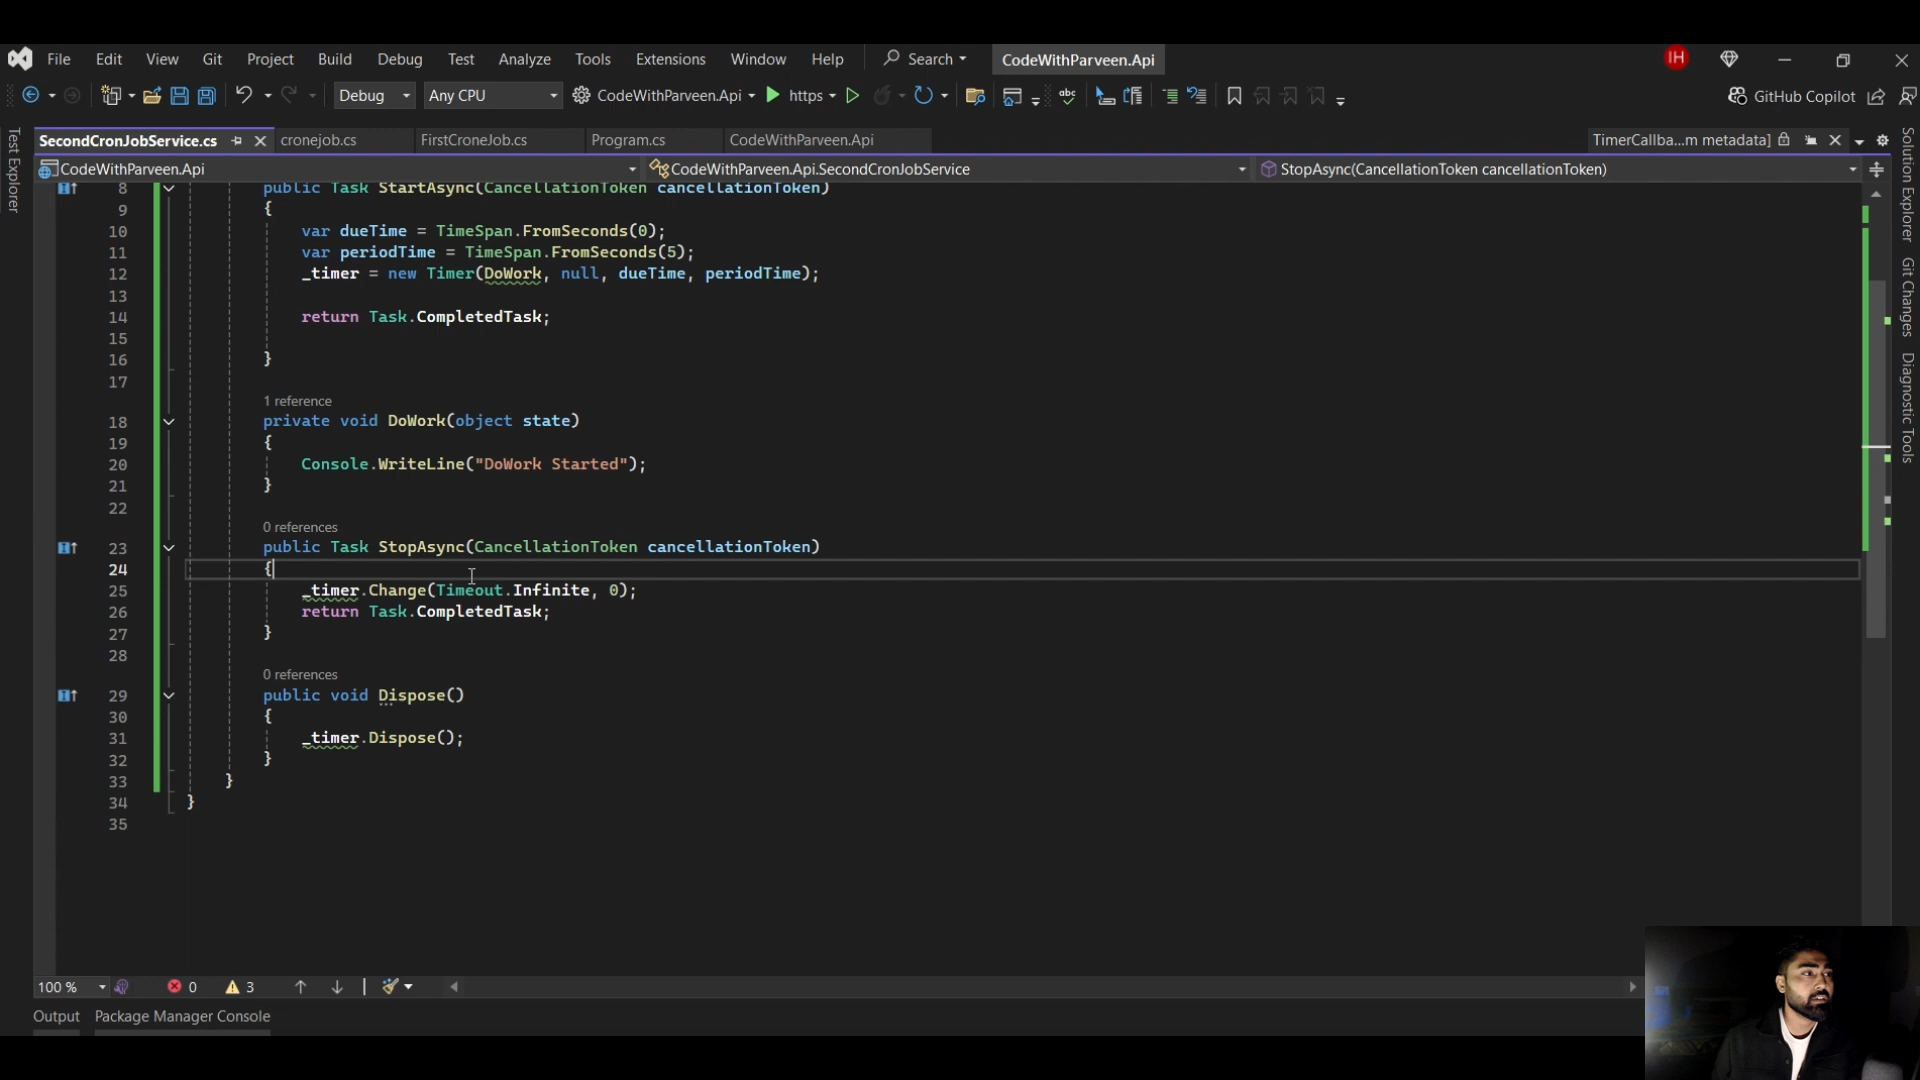 File Edit View Git Project Build Debug Test Analyze Tools Extensions Window Help Search CodeWithParveen.Api IH
Debug Any CPU CodeWithParveen.Api https abc GitHub Copilot
SecondCronJobService.cs cronejob.cs FirstCroneJob.cs Program.cs CodeWithParveen.Api TimerCallba...m metadata]
CodeWithParveen.Api CodeWithParveen.Api.SecondCronJobService StopAsync(CancellationToken cancellationToken)
Test Explorer
Solution Explorer
Git Changes
Diagnostic Tools
8 public Task StartAsync(CancellationToken cancellationToken)
9 {
10 var dueTime = TimeSpan.FromSeconds(0);
11 var periodTime = TimeSpan.FromSeconds(5);
12 _timer = new Timer(DoWork, null, dueTime, periodTime);
13
14 return Task.CompletedTask;
15
16 }
17
1 reference
18 private void DoWork(object state)
19 {
20 Console.WriteLine("DoWork Started");
21 }
22
0 references
23 public Task StopAsync(CancellationToken cancellationToken)
24 {
25 _timer.Change(Timeout.Infinite, 0);
26 return Task.CompletedTask;
27 }
28
0 references
29 public void Dispose()
30 {
31 _timer.Dispose();
32 }
33 }
34 }
35
100 % 0 3
Output Package Manager Console